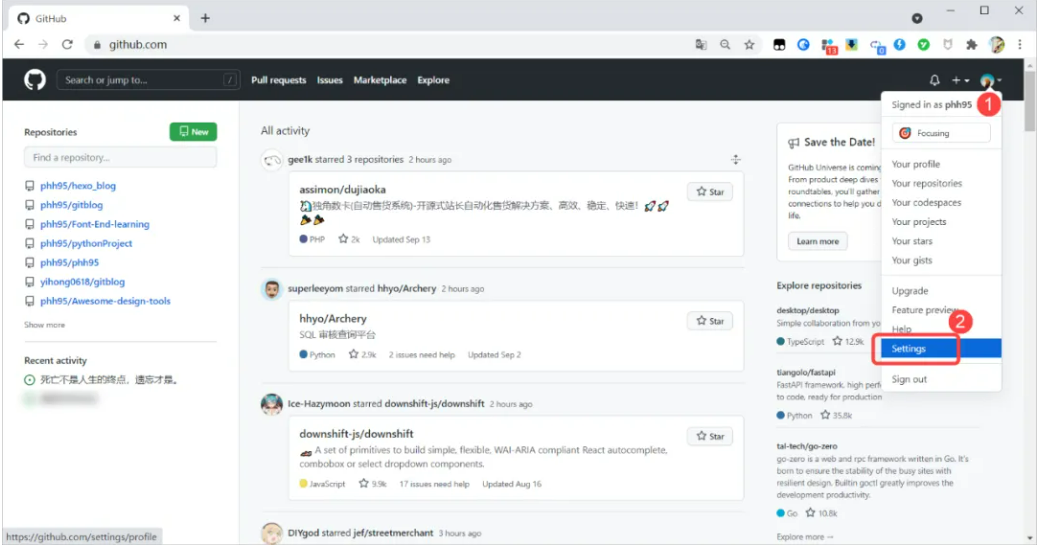 GitHub
github.com
13
0
Search or jump to...
/
Pull requests
Issues
Marketplace
Explore
Repositories
New
Find a repository...
phh95/hexo_blog
phh95/gitblog
phh95/Font-End-learning
phh95/pythonProject
phh95/phh95
yihong0618/gitblog
phh95/Awesome-design-tools
Show more
Recent activity
死亡不是人生的终点，遗忘才是。
All activity
gee1k starred 3 repositories 2 hours ago
assimon/dujiaoka
Star
🦄独角数卡(自动售货系统)-开源式站长自动化售货解决方案、高效、稳定、快速！🚀🚀
🎉🎉
PHP 2k Updated Sep 13
superleeyom starred hhyo/Archery 2 hours ago
hhyo/Archery
Star
SQL 审核查询平台
Python 2.9k 2 issues need help Updated Sep 2
Ice-Hazymoon starred downshift-js/downshift 2 hours ago
downshift-js/downshift
Star
🏎 A set of primitives to build simple, flexible, WAI-ARIA compliant React autocomplete,
combobox or select dropdown components.
JavaScript 9.9k 17 issues need help Updated Aug 16
DIYgod starred jef/streetmerchant 3 hours ago
Save the Date!
GitHub Universe is coming
From product deep dives
roundtables, you'll gather
connections to help you d
life.
Learn more
Explore repositories
desktop/desktop
Simple collaboration from yo
TypeScript 12.9k
tiangolo/fastapi
FastAPI framework, high perf
to code, ready for production
Python 35.8k
tal-tech/go-zero
go-zero is a web and rpc framework written in Go. It's
born to ensure the stability of the busy sites with
resilient design. Builtin goctl greatly improves the
development productivity.
Go 10.8k
Explore more →
Signed in as phh95
1
Focusing
Your profile
Your repositories
Your codespaces
Your projects
Your stars
Your gists
Upgrade
Feature preview
2
Help
Settings
Sign out
https://github.com/settings/profile